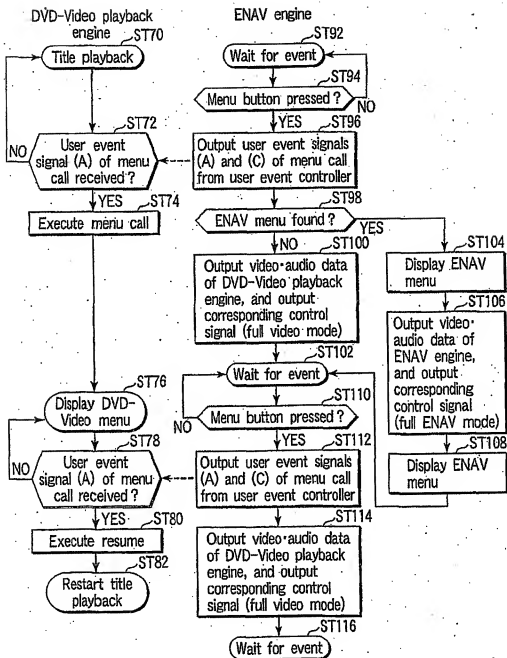 DVD-Video playback
engine
ST70
Title playback
ST72
User event
signal (A) of menu
call received?
NO
YES
ST74
Execute menu call
ST76
Display DVD-
Video menu
ST78
User event
signal (A) of menu
call received?
NO
YES
ST80
Execute resume
ST82
Restart title
playback
ENAV engine
ST92
Wait for event
ST94
Menu button pressed?
NO
YES
ST96
Output user event signals
(A) and (C) of menu call
from user event controller
ST98
ENAV menu found?
YES
NO
ST100
Output video·audio data
of DVD-Video playback
engine, and output
corresponding control
signal (full video mode)
ST102
Wait for event
ST110
Menu button pressed?
NO
YES
ST112
Output user event signals
(A) and (C) of menu call
from user event controller
ST114
Output video·audio data
of DVD-Video playback
engine, and output
corresponding control
signal (full video mode)
ST116
Wait for event
ST104
Display ENAV
menu
ST106
Output video·
audio data of
ENAV engine,
and output
corresponding
control signal
(full ENAV mode)
ST108
Display ENAV
menu